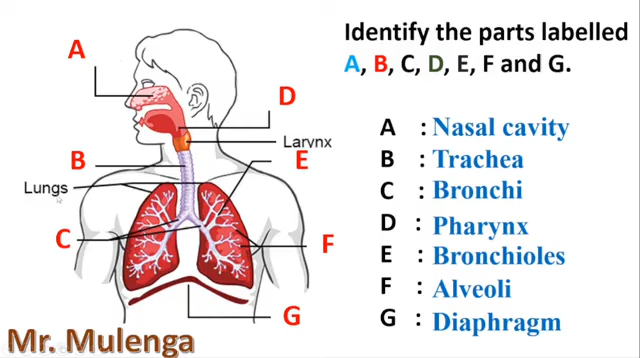 Identify the parts labelled
A, B, C, D, E, F and G.
A
D
Larynx
B
E
Lungs
C
F
G
A : Nasal cavity
B : Trachea
C : Bronchi
D : Pharynx
E : Bronchioles
F : Alveoli
G : Diaphragm
Mr. Mulenga